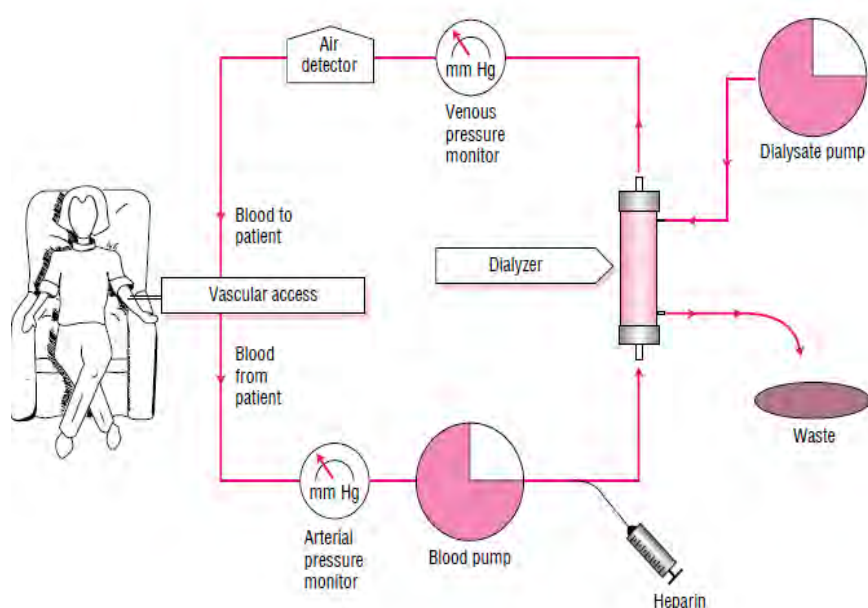 Air
detector
mm Hg
Venous
pressure
monitor
Dialysate pump
Blood to
patient
Dialyzer
Vascular access
Blood
from
patient
mm Hg
Arterial
pressure
monitor
Blood pump
Waste
Heparin